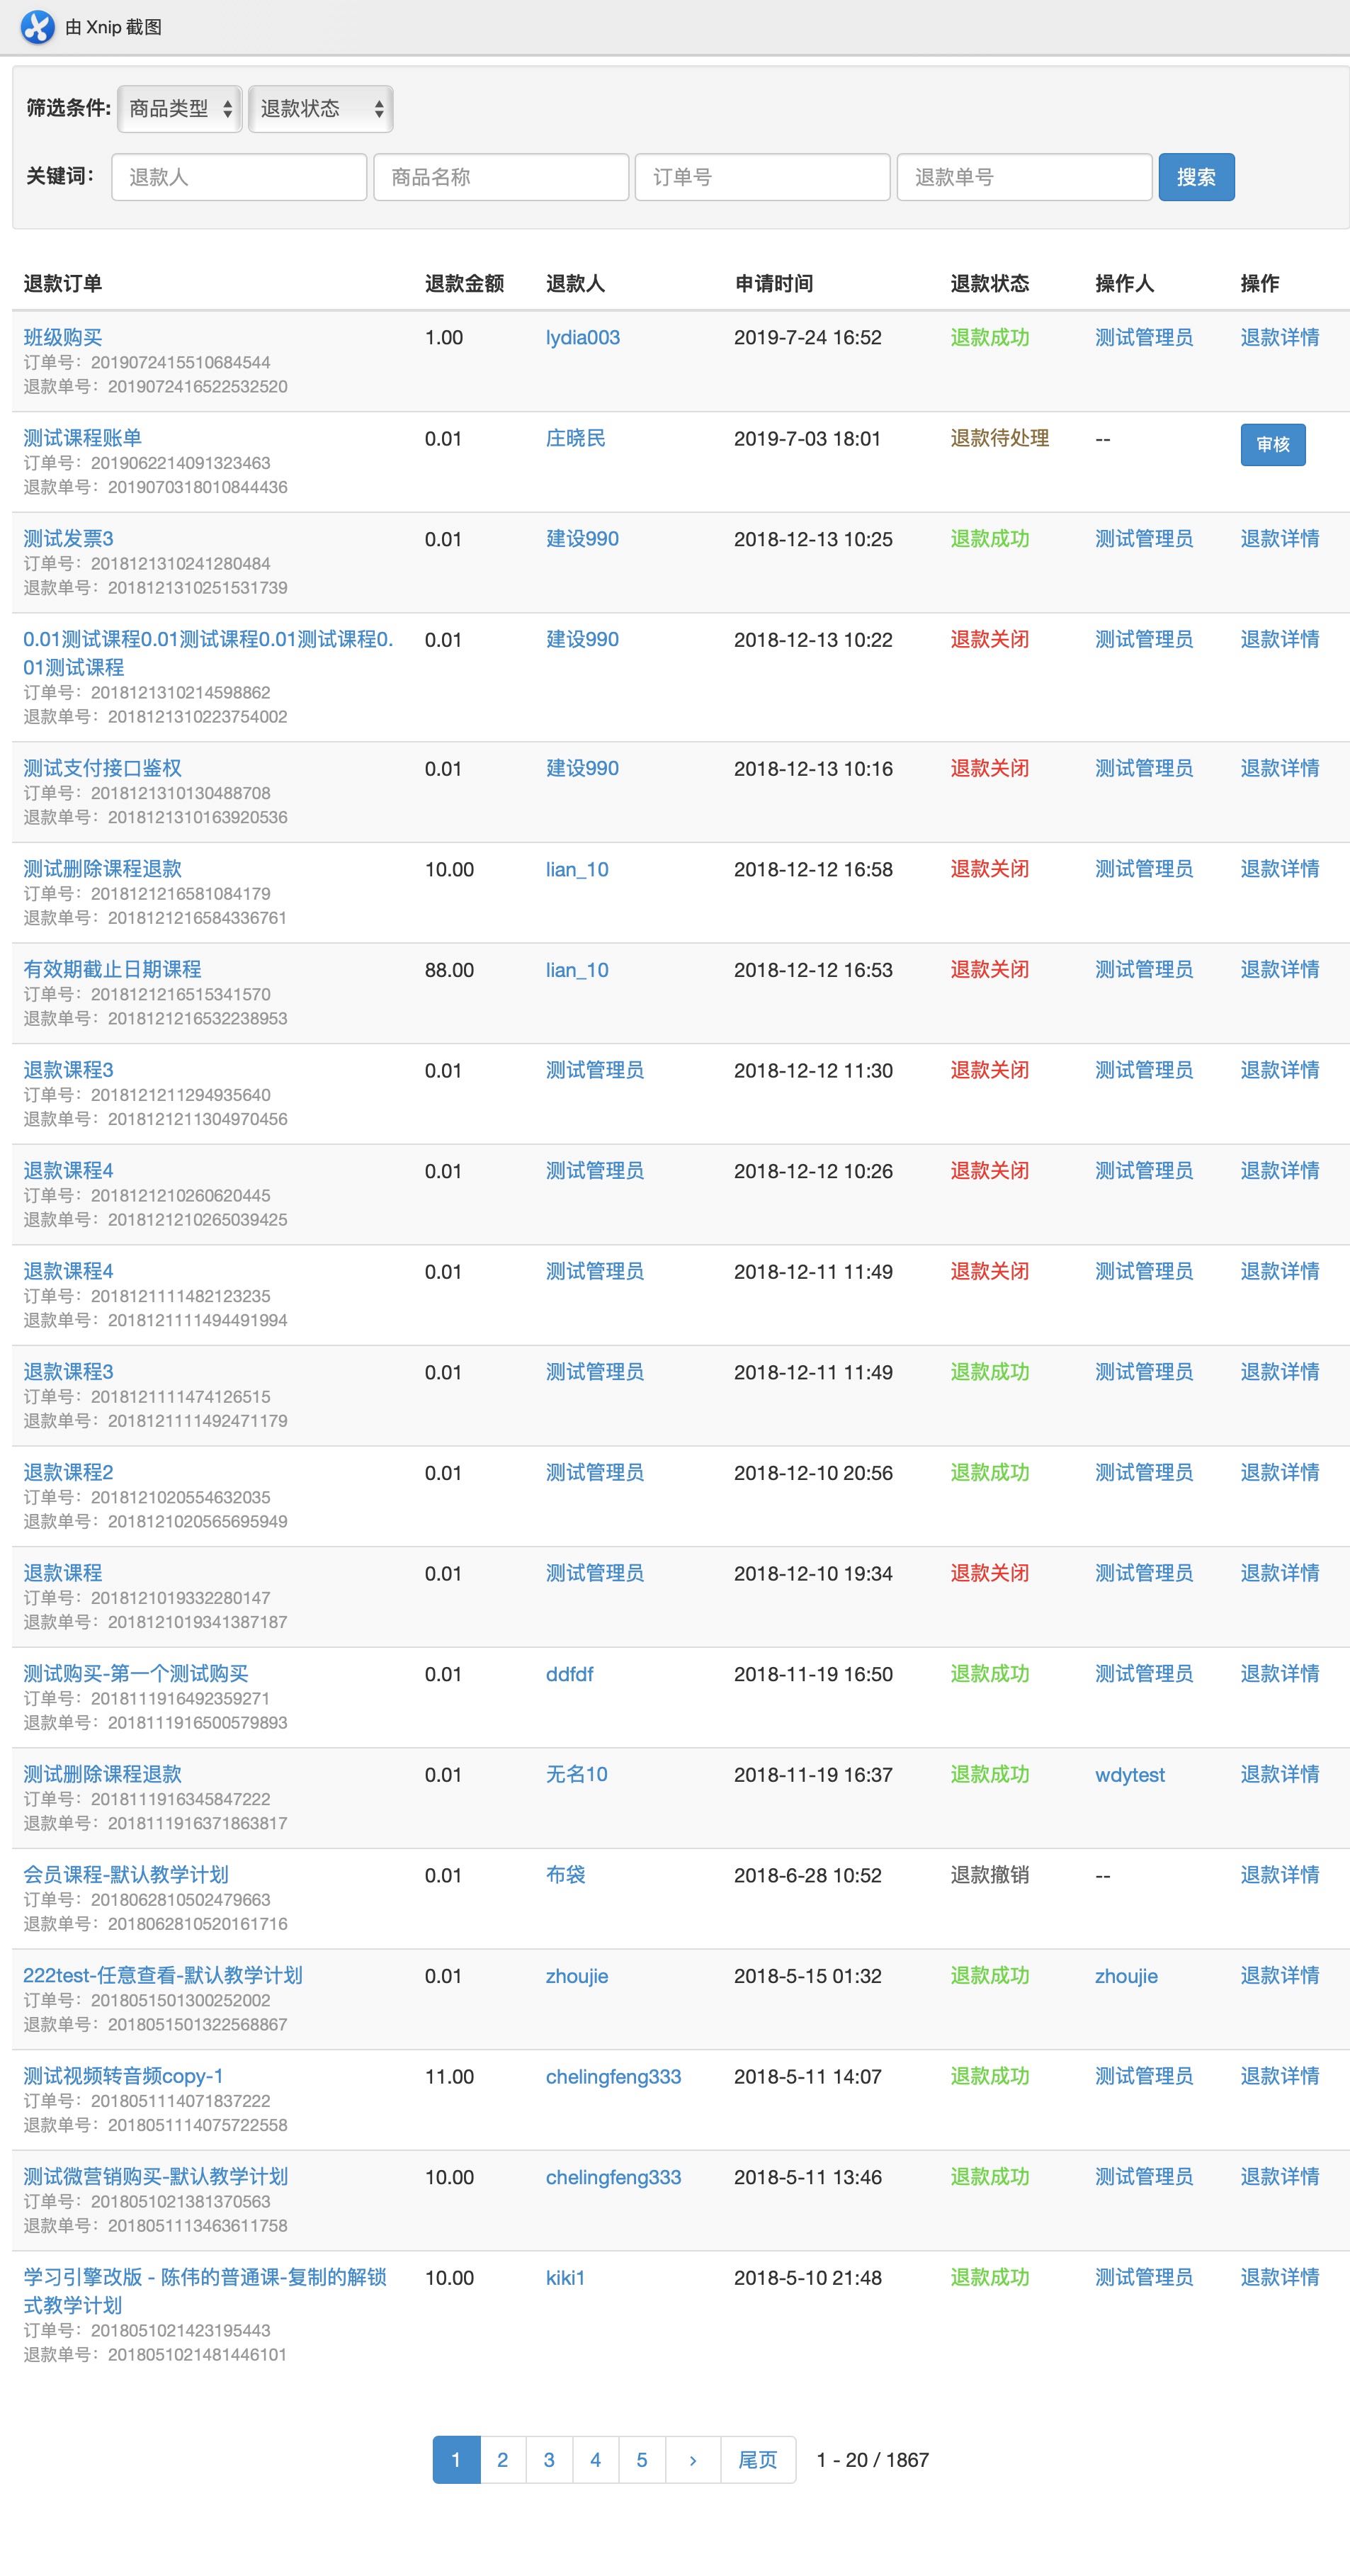 由 Xnip 截图
筛选条件: 商品类型 退款状态
关键词: 退款人 商品名称 订单号 退款单号 搜索
退款订单 退款金额 退款人 申请时间 退款状态 操作人 操作
班级购买 1.00 lydia003 2019-7-24 16:52 退款成功 测试管理员 退款详情
订单号：2019072415510684544
退款单号：2019072416522532520
测试课程账单 0.01 庄晓民 2019-7-03 18:01 退款待处理 -- 审核
订单号：2019062214091323463
退款单号：2019070318010844436
测试发票3 0.01 建设990 2018-12-13 10:25 退款成功 测试管理员 退款详情
订单号：2018121310241280484
退款单号：2018121310251531739
0.01测试课程0.01测试课程0.01测试课程0. 0.01 建设990 2018-12-13 10:22 退款关闭 测试管理员 退款详情
01测试课程
订单号：2018121310214598862
退款单号：2018121310223754002
测试支付接口鉴权 0.01 建设990 2018-12-13 10:16 退款关闭 测试管理员 退款详情
订单号：2018121310130488708
退款单号：2018121310163920536
测试删除课程退款 10.00 lian_10 2018-12-12 16:58 退款关闭 测试管理员 退款详情
订单号：2018121216581084179
退款单号：2018121216584336761
有效期截止日期课程 88.00 lian_10 2018-12-12 16:53 退款关闭 测试管理员 退款详情
订单号：2018121216515341570
退款单号：2018121216532238953
退款课程3 0.01 测试管理员 2018-12-12 11:30 退款关闭 测试管理员 退款详情
订单号：2018121211294935640
退款单号：2018121211304970456
退款课程4 0.01 测试管理员 2018-12-12 10:26 退款关闭 测试管理员 退款详情
订单号：2018121210260620445
退款单号：2018121210265039425
退款课程4 0.01 测试管理员 2018-12-11 11:49 退款关闭 测试管理员 退款详情
订单号：2018121111482123235
退款单号：2018121111494491994
退款课程3 0.01 测试管理员 2018-12-11 11:49 退款成功 测试管理员 退款详情
订单号：2018121111474126515
退款单号：2018121111492471179
退款课程2 0.01 测试管理员 2018-12-10 20:56 退款成功 测试管理员 退款详情
订单号：2018121020554632035
退款单号：2018121020565695949
退款课程 0.01 测试管理员 2018-12-10 19:34 退款关闭 测试管理员 退款详情
订单号：2018121019332280147
退款单号：2018121019341387187
测试购买-第一个测试购买 0.01 ddfdf 2018-11-19 16:50 退款成功 测试管理员 退款详情
订单号：2018111916492359271
退款单号：2018111916500579893
测试删除课程退款 0.01 无名10 2018-11-19 16:37 退款成功 wdytest 退款详情
订单号：2018111916345847222
退款单号：2018111916371863817
会员课程-默认教学计划 0.01 布袋 2018-6-28 10:52 退款撤销 -- 退款详情
订单号：2018062810502479663
退款单号：2018062810520161716
222test-任意查看-默认教学计划 0.01 zhoujie 2018-5-15 01:32 退款成功 zhoujie 退款详情
订单号：2018051501300252002
退款单号：2018051501322568867
测试视频转音频copy-1 11.00 chelingfeng333 2018-5-11 14:07 退款成功 测试管理员 退款详情
订单号：2018051114071837222
退款单号：2018051114075722558
测试微营销购买-默认教学计划 10.00 chelingfeng333 2018-5-11 13:46 退款成功 测试管理员 退款详情
订单号：2018051021381370563
退款单号：2018051113463611758
学习引擎改版 - 陈伟的普通课-复制的解锁 10.00 kiki1 2018-5-10 21:48 退款成功 测试管理员 退款详情
式教学计划
订单号：2018051021423195443
退款单号：2018051021481446101
1 2 3 4 5 › 尾页 1 - 20 / 1867